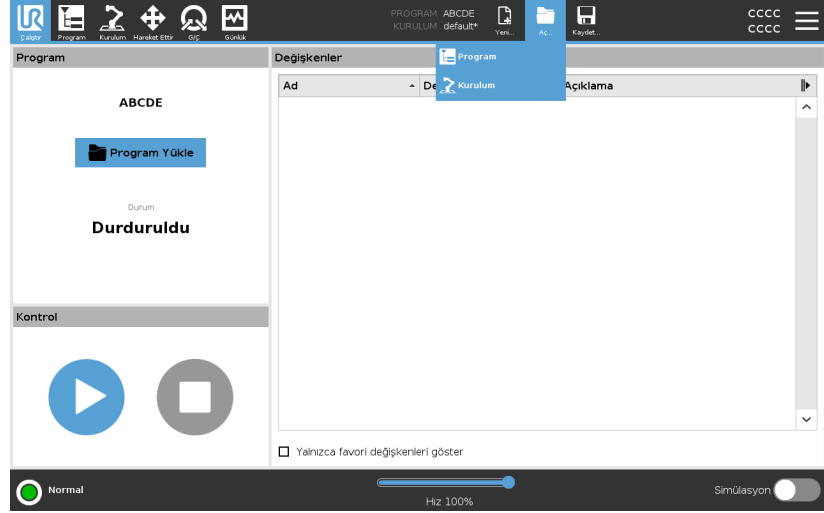 Çalıştır
Program
Kurulum
Hareket Ettir
G/Ç
Günlük
PROGRAM ABCDE
KURULUM default*
Yeni...
Aç...
Kaydet...
CCCC
CCCC
Program
Kurulum
Program
ABCDE
Program Yükle
Durum
Durduruldu
Kontrol
Değişkenler
Ad
De
Açıklama
Yalnızca favori değişkenleri göster
Normal
Hız 100%
Simülasyon